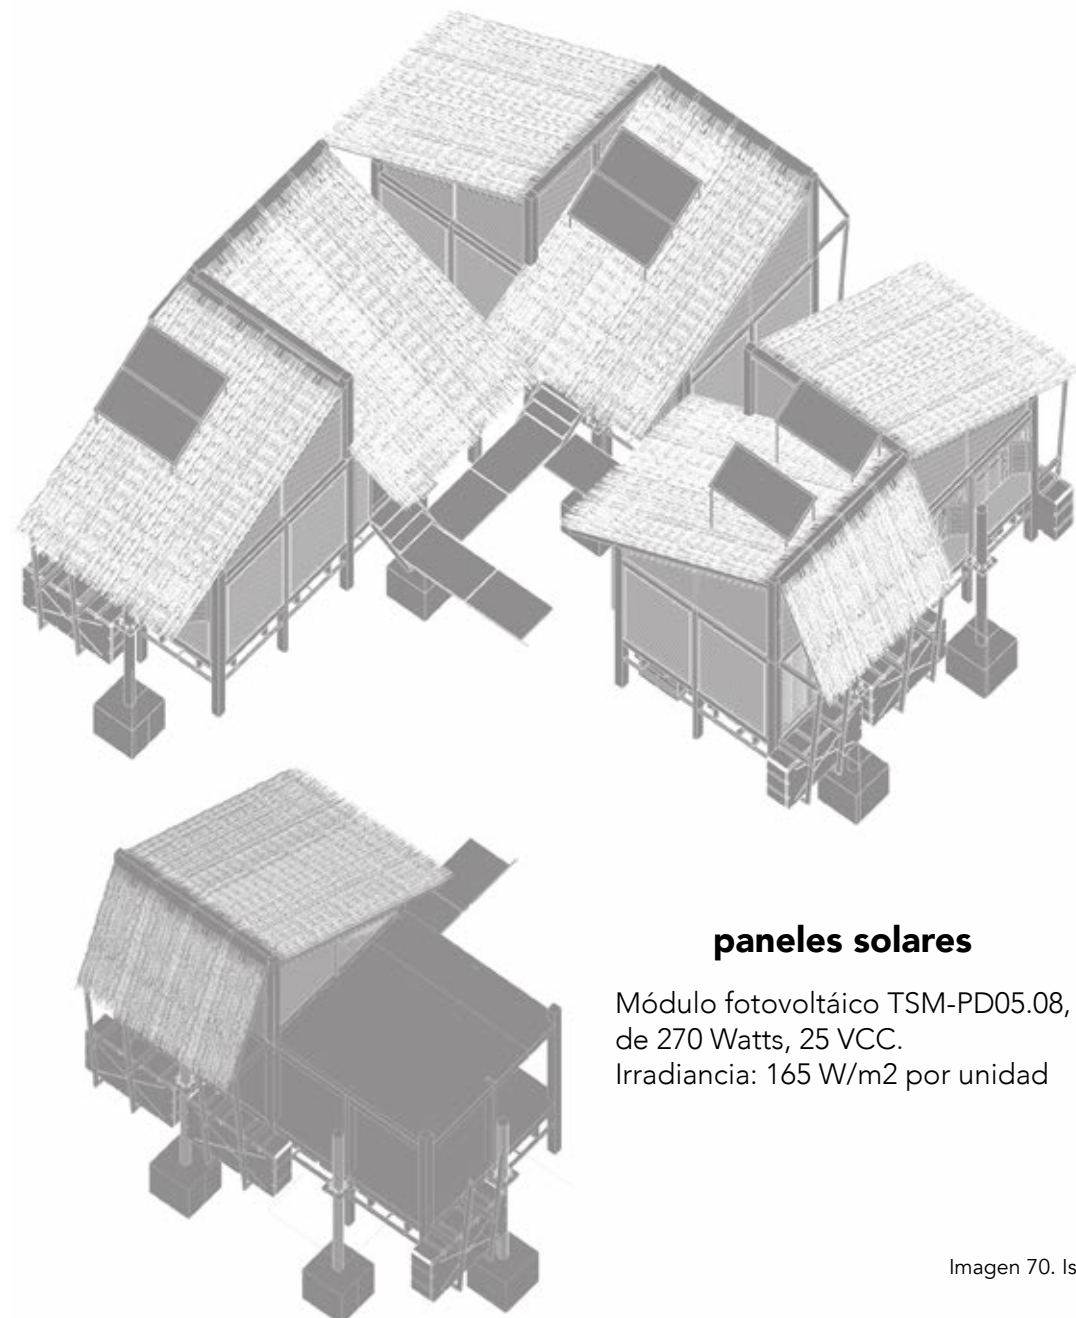 paneles solares
Módulo fotovoltáico TSM-PD05.08,
de 270 Watts, 25 VCC.
Irradiancia: 165 W/m2 por unidad
Imagen 70. Is